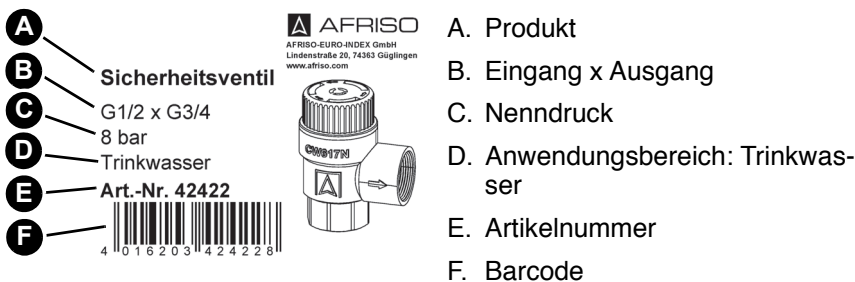 AFRISO
AFRISO-EURO-INDEX GmbH
Lindenstraße 20, 74363 Güglingen
www.afriso.com
A
Sicherheitsventil
B
G1/2 x G3/4
C
8 bar
D
Trinkwasser
E
Art.-Nr. 42422
F
4 016203 424228
CW617N
A. Produkt
B. Eingang x Ausgang
C. Nenndruck
D. Anwendungsbereich: Trinkwas-
ser
E. Artikelnummer
F. Barcode